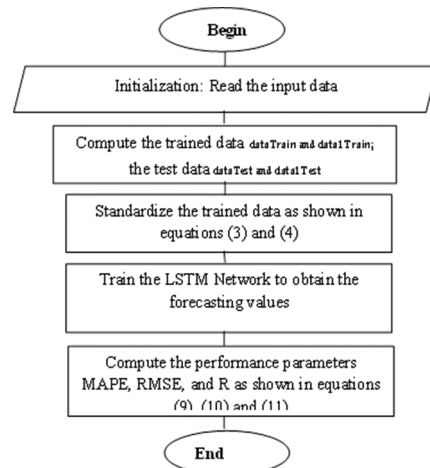 Begin
Initialization: Read the input data
Compute the trained data dataTrain and data1Train;
the test data dataTest and data1Test
Standardize the trained data as shown in
equations (3) and (4)
Train the LSTM Network to obtain the
forecasting values
Compute the performance parameters
MAPE, RMSE, and R as shown in equations
(9), (10) and (11)
End